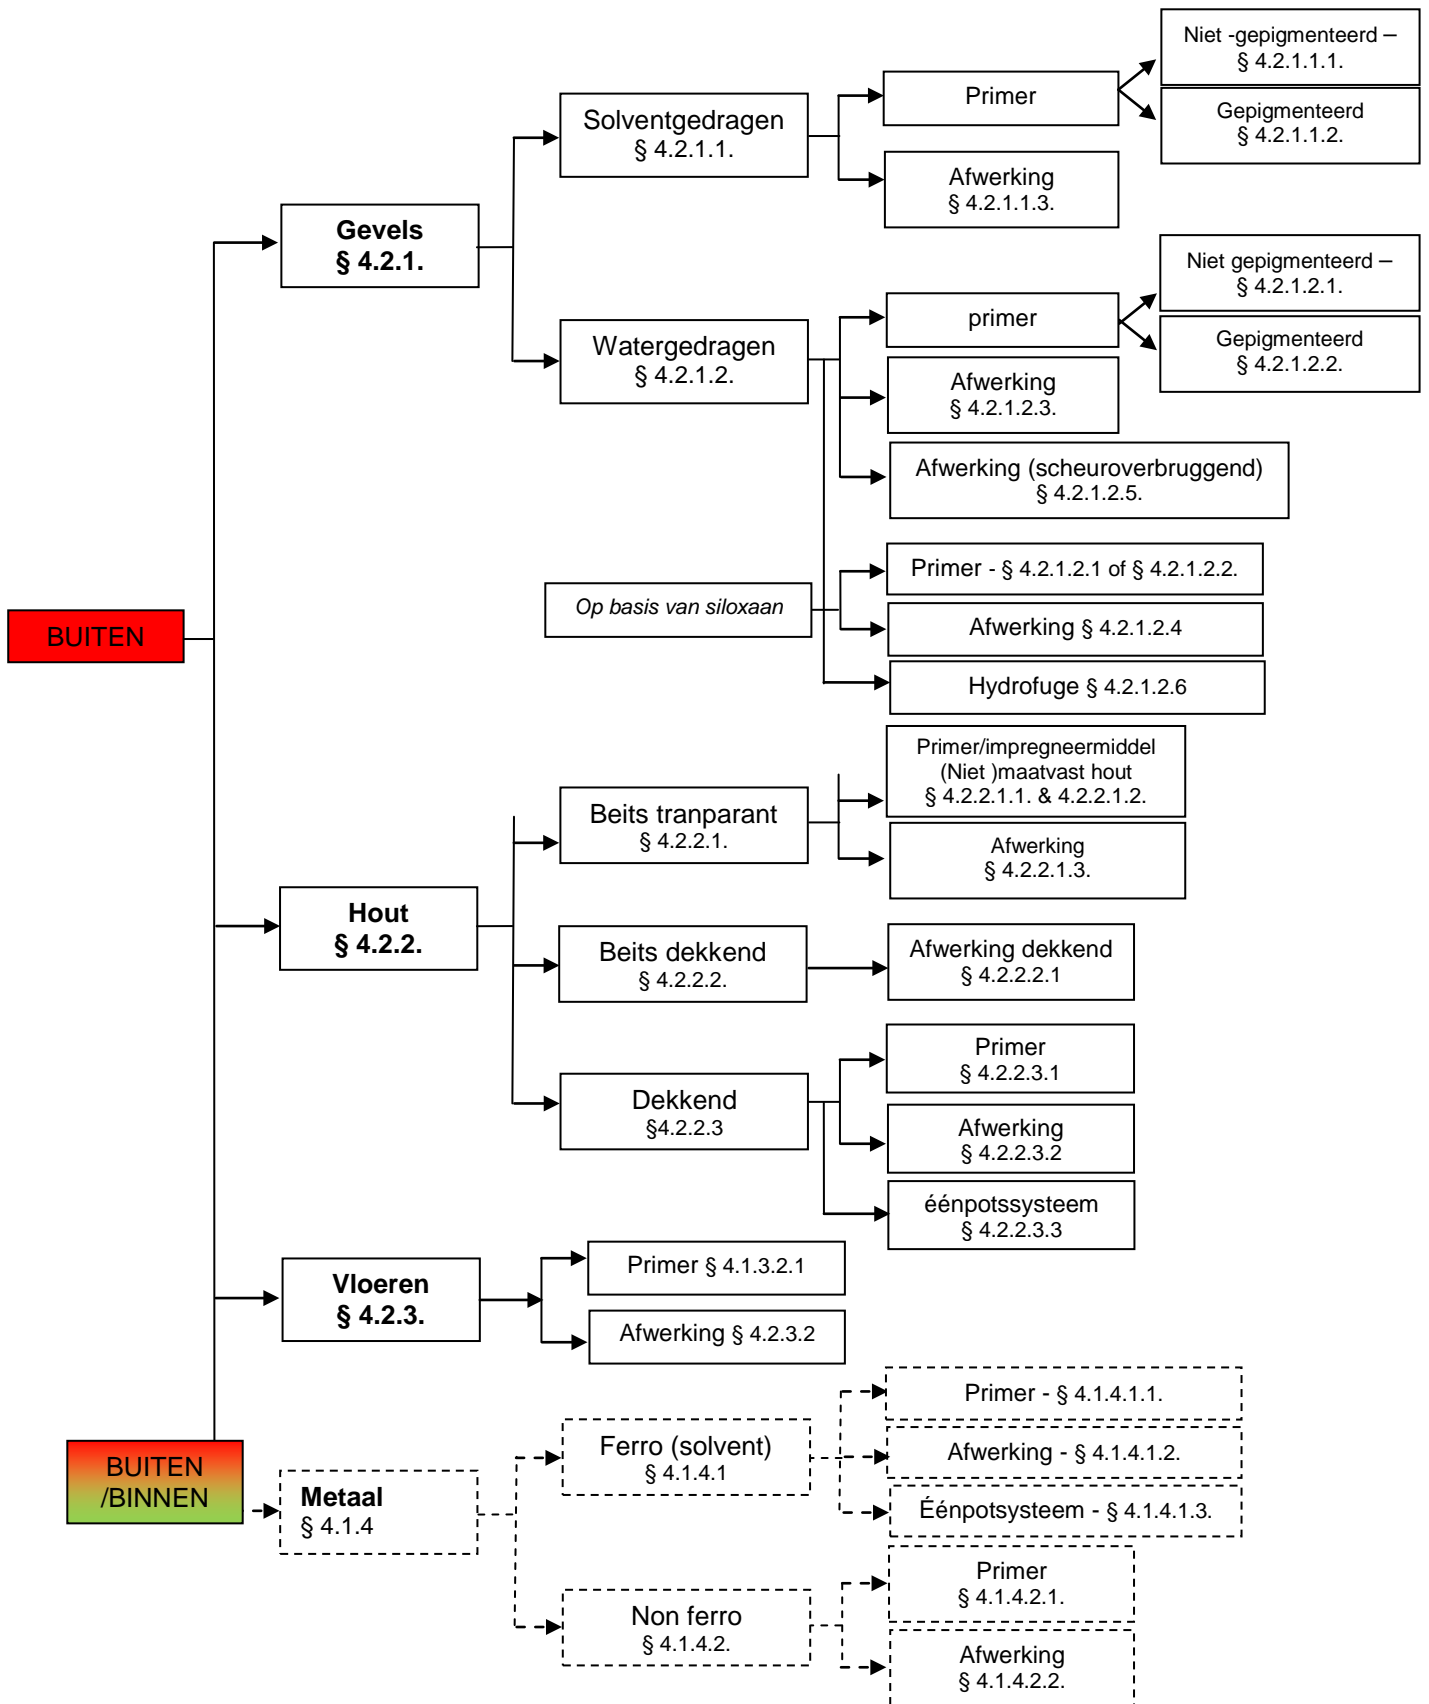 BUITEN
Gevels
§ 4.2.1.
Solventgedragen
§ 4.2.1.1.
Primer
Niet -gepigmenteerd –
§ 4.2.1.1.1.
Gepigmenteerd
§ 4.2.1.1.2.
Afwerking
§ 4.2.1.1.3.
Watergedragen
§ 4.2.1.2.
primer
Niet gepigmenteerd –
§ 4.2.1.2.1.
Gepigmenteerd
§ 4.2.1.2.2.
Afwerking
§ 4.2.1.2.3.
Afwerking (scheuroverbruggend)
§ 4.2.1.2.5.
Op basis van siloxaan
Primer - § 4.2.1.2.1 of § 4.2.1.2.2.
Afwerking § 4.2.1.2.4
Hydrofuge § 4.2.1.2.6
Hout
§ 4.2.2.
Beits tranparant
§ 4.2.2.1.
Primer/impregneermiddel
(Niet )maatvast hout
§ 4.2.2.1.1. & 4.2.2.1.2.
Afwerking
§ 4.2.2.1.3.
Beits dekkend
§ 4.2.2.2.
Afwerking dekkend
§ 4.2.2.2.1
Dekkend
§4.2.2.3
Primer
§ 4.2.2.3.1
Afwerking
§ 4.2.2.3.2
éénpotssysteem
§ 4.2.2.3.3
Vloeren
§ 4.2.3.
Primer § 4.1.3.2.1
Afwerking § 4.2.3.2
BUITEN
/BINNEN
Metaal
§ 4.1.4
Ferro (solvent)
§ 4.1.4.1
Primer - § 4.1.4.1.1.
Afwerking - § 4.1.4.1.2.
Éénpotsysteem - § 4.1.4.1.3.
Non ferro
§ 4.1.4.2.
Primer
§ 4.1.4.2.1.
Afwerking
§ 4.1.4.2.2.